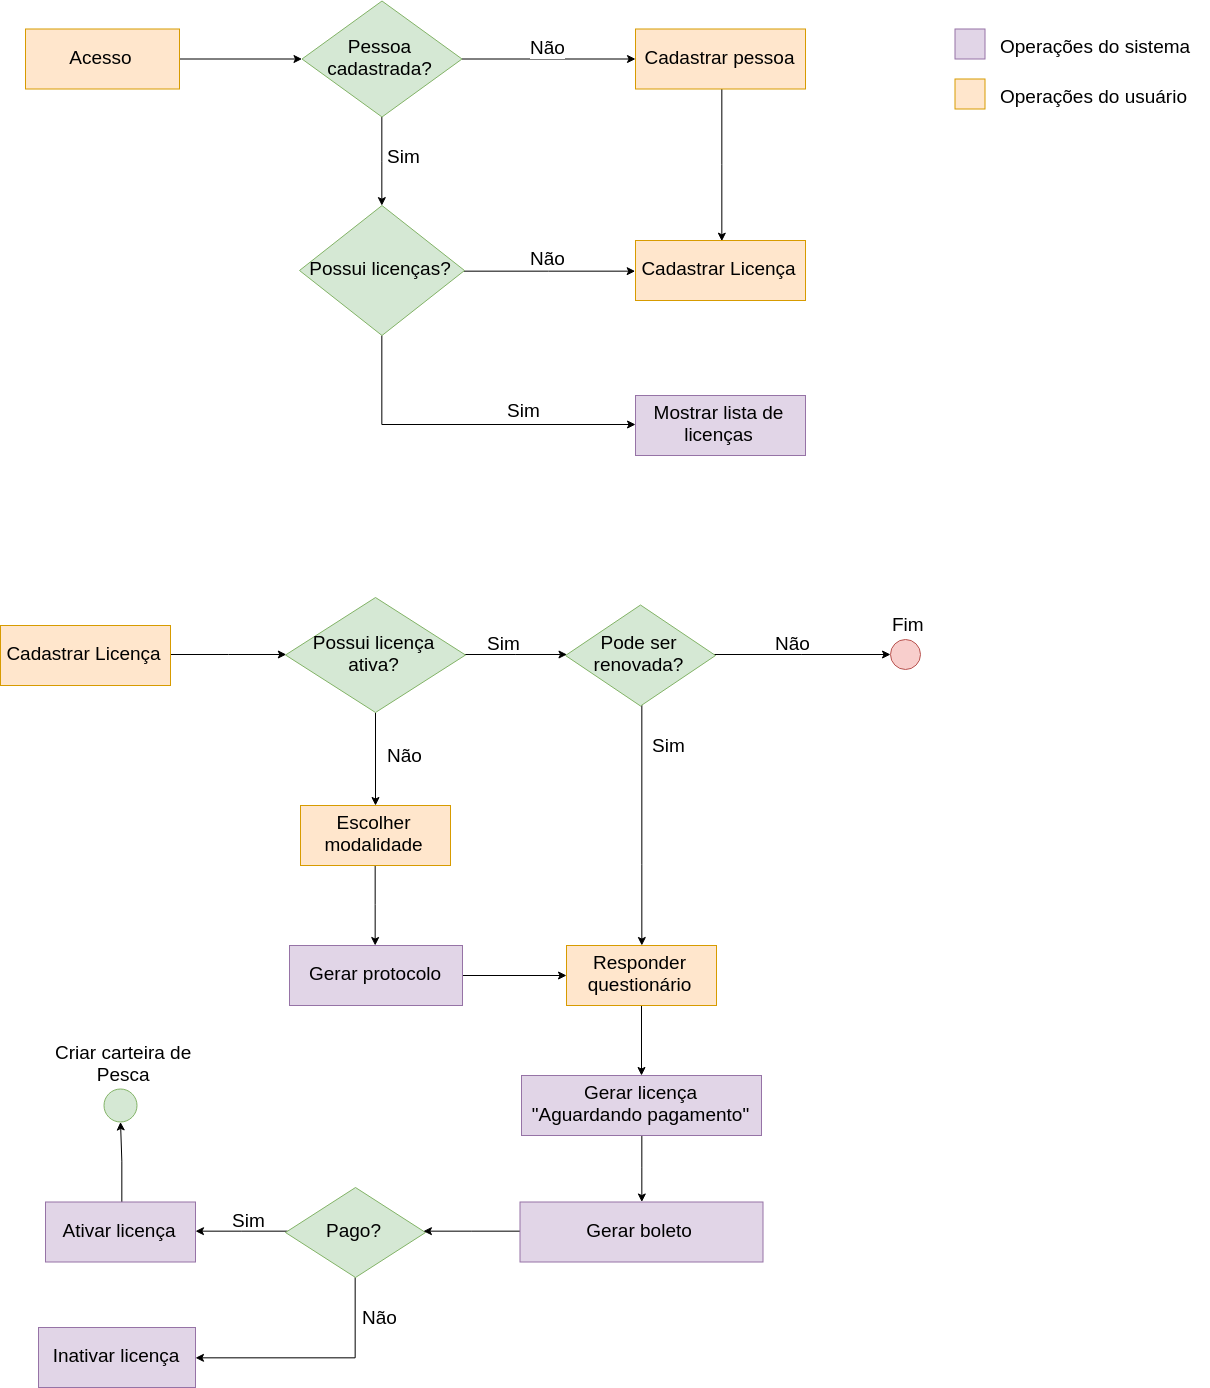 Acesso
Pessoa
cadastrada?
Não
Cadastrar pessoa
Operações do sistema
Operações do usuário
Sim
Possui licenças?
Não
Cadastrar Licença
Sim
Mostrar lista de
licenças
Cadastrar Licença
Possui licença
ativa?
Sim
Pode ser
renovada?
Não
Fim
Não
Sim
Escolher
modalidade
Gerar protocolo
Responder
questionário
Criar carteira de
Pesca
Gerar licença
"Aguardando pagamento"
Ativar licença
Sim
Pago?
Gerar boleto
Não
Inativar licença